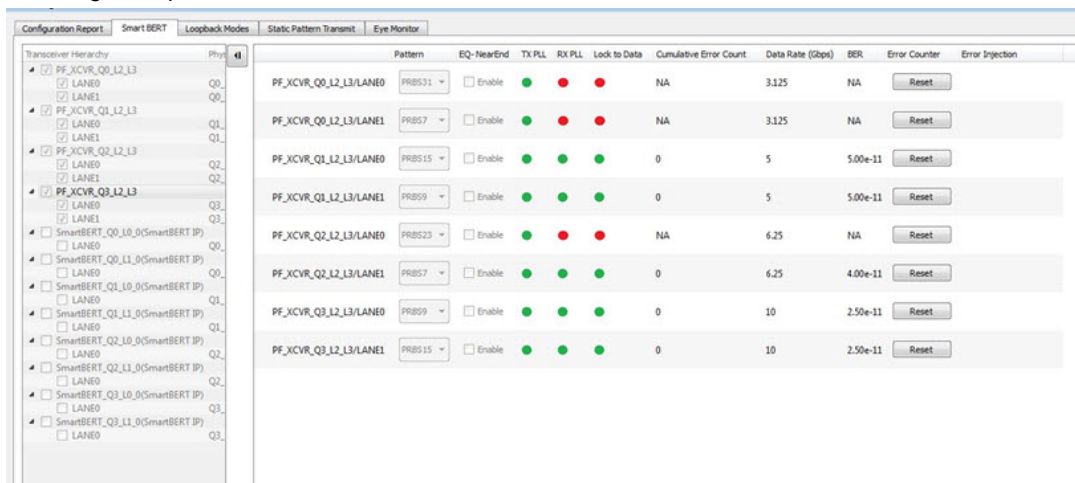 Configuration Report Smart BERT Loopback Modes Static Pattern Transmit Eye Monitor
Transceiver Hierarchy Phy
PF_XCVR_Q0_L2_L3
LANE0 Q0_
LANE1 Q0_
PF_XCVR_Q1_L2_L3
LANE0 Q1_
LANE1 Q1_
PF_XCVR_Q2_L2_L3
LANE0 Q2_
LANE1 Q2_
PF_XCVR_Q3_L2_L3
LANE0 Q3_
LANE1 Q3_
SmartBERT_Q0_L0_0(SmartBERT IP)
LANE0 Q0_
SmartBERT_Q0_L1_0(SmartBERT IP)
LANE0 Q0_
SmartBERT_Q1_L0_0(SmartBERT IP)
LANE0 Q1_
SmartBERT_Q1_L1_0(SmartBERT IP)
LANE0 Q1_
SmartBERT_Q2_L0_0(SmartBERT IP)
LANE0 Q2_
SmartBERT_Q2_L1_0(SmartBERT IP)
LANE0 Q2_
SmartBERT_Q3_L0_0(SmartBERT IP)
LANE0 Q3_
SmartBERT_Q3_L1_0(SmartBERT IP)
LANE0 Q3_
Pattern EQ- NearEnd TX PLL RX PLL Lock to Data Cumulative Error Count Data Rate (Gbps) BER Error Counter Error Injection
PF_XCVR_Q0_L2_L3/LANE0 PRBS31 Enable NA 3.125 NA Reset
PF_XCVR_Q0_L2_L3/LANE1 PRBS7 Enable NA 3.125 NA Reset
PF_XCVR_Q1_L2_L3/LANE0 PRBS15 Enable 0 5 5.00e-11 Reset
PF_XCVR_Q1_L2_L3/LANE1 PRBS9 Enable 0 5 5.00e-11 Reset
PF_XCVR_Q2_L2_L3/LANE0 PRBS23 Enable NA 6.25 NA Reset
PF_XCVR_Q2_L2_L3/LANE1 PRBS7 Enable 0 6.25 4.00e-11 Reset
PF_XCVR_Q3_L2_L3/LANE0 PRBS9 Enable 0 10 2.50e-11 Reset
PF_XCVR_Q3_L2_L3/LANE1 PRBS15 Enable 0 10 2.50e-11 Reset